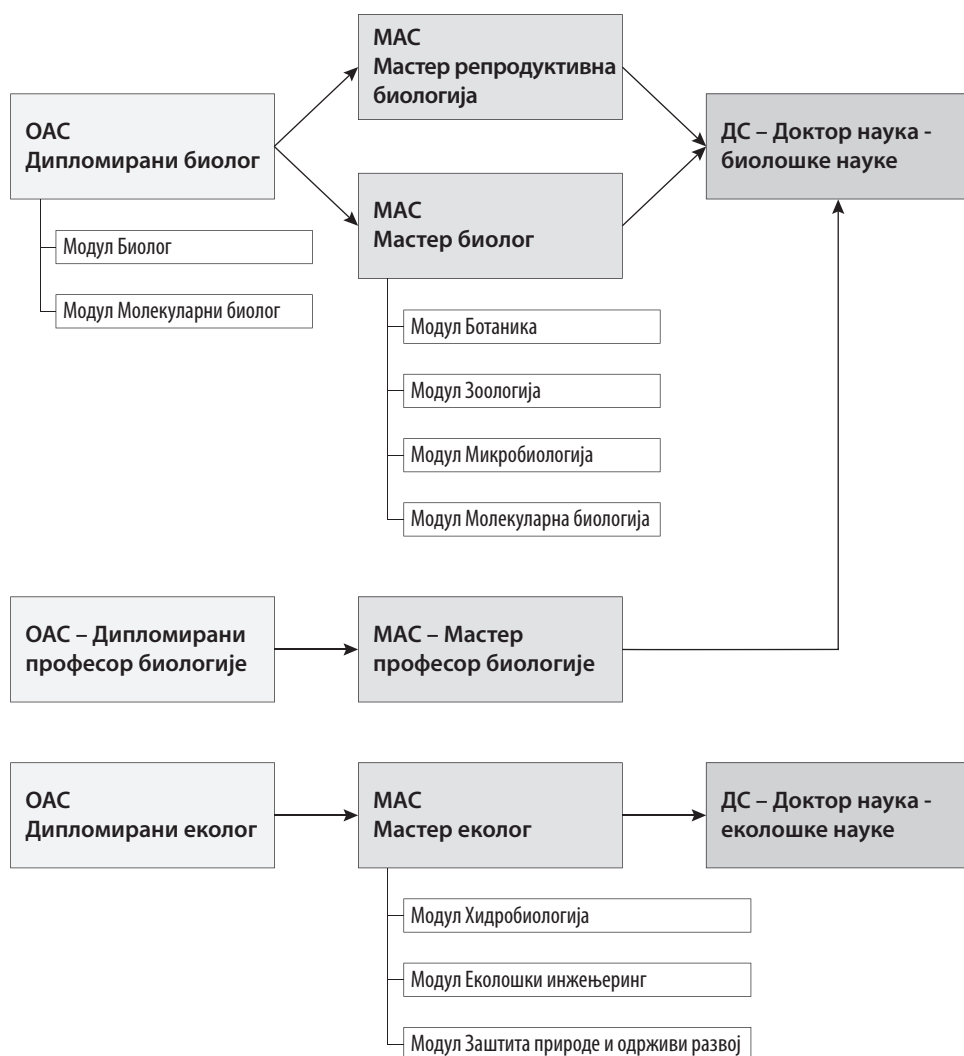 МАС
Мастер репродуктивна
биологија
ОАС
Дипломирани биолог
ДС – Доктор наука -
биолошке науке
МАС
Мастер биолог
Модул Биолог
Модул Молекуларни биолог
Модул Ботаника
Модул Зоологија
Модул Микробиологија
Модул Молекуларна биологија
ОАС – Дипломирани
професор биологије
МАС – Мастер
професор биологије
ОАС
Дипломирани еколог
МАС
Мастер еколог
ДС – Доктор наука -
еколошке науке
Модул Хидробиологија
Модул Еколошки инжењеринг
Модул Заштита природе и одрживи развој